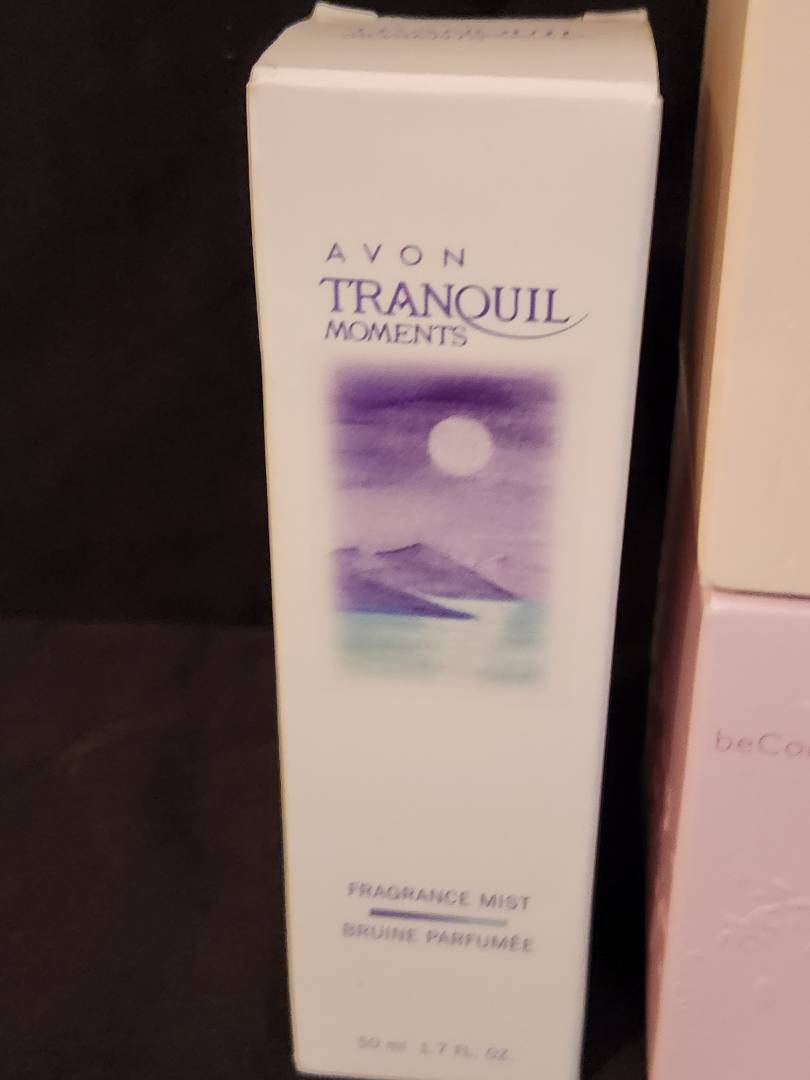 AVON
TRANQUIL
MOMENTS
FRAGRANCE MIST
BRUINE PARFUMÉE
50 ml 1.7 FL. OZ.